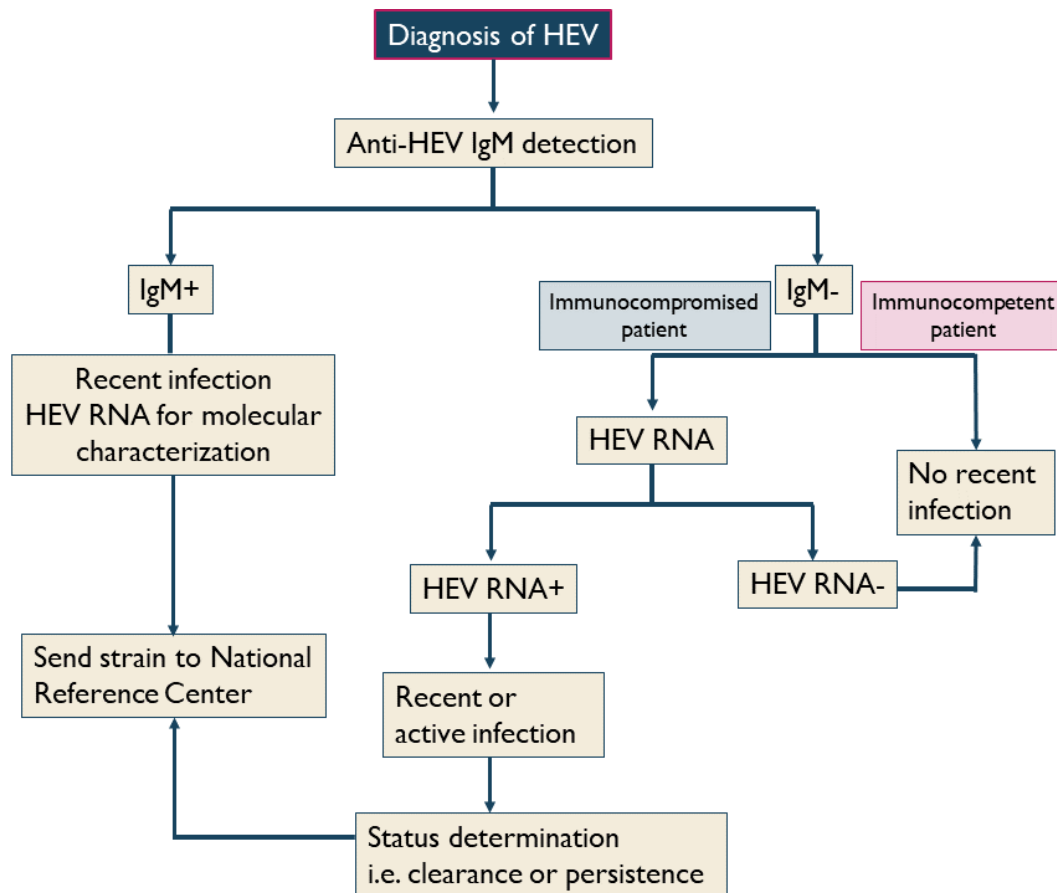 Diagnosis of HEV
Anti-HEV IgM detection
IgM+
IgM-
Immunocompromised
patient
Immunocompetent
patient
Recent infection
HEV RNA for molecular
characterization
HEV RNA
No recent
infection
HEV RNA+
HEV RNA-
Send strain to National
Reference Center
Recent or
active infection
Status determination
i.e. clearance or persistence